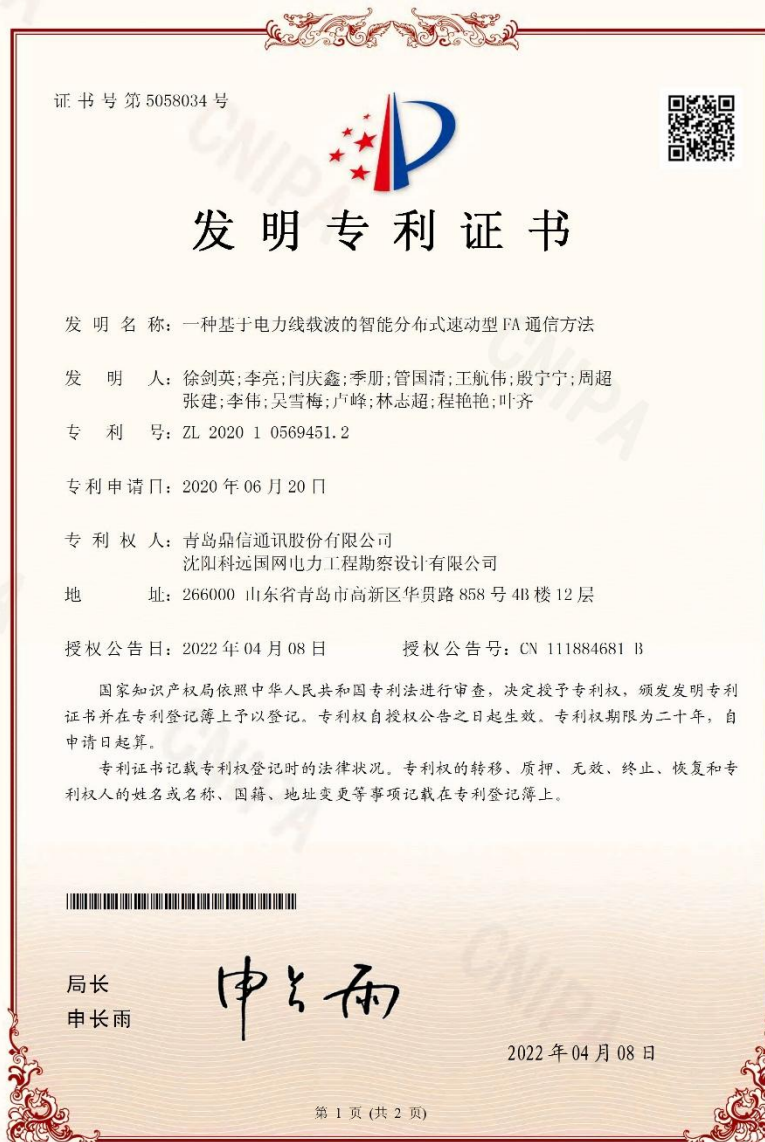 证书号第5058034号
发明专利证书
发明名称：一种基于电力线载波的智能分布式速动型FA通信方法
发明人：徐剑英;李亮;闫庆鑫;季册;管国清;王航伟;殷宁宁;周超
张建;李伟;吴雪梅;卢峰;林志超;程艳艳;叶齐
专利号：ZL 2020 1 0569451.2
专利申请日：2020年06月20日
专利权人：青岛鼎信通讯股份有限公司
沈阳科远国网电力工程勘察设计有限公司
地址：266000 山东省青岛市高新区华贯路858号4B楼12层
授权公告日：2022年04月08日 授权公告号：CN 111884681 B
国家知识产权局依照中华人民共和国专利法进行审查，决定授予专利权，颁发发明专利
证书并在专利登记簿上予以登记。专利权自授权公告之日起生效。专利权期限为二十年，自
申请日起算。
专利证书记载专利权登记时的法律状况。专利权的转移、质押、无效、终止、恢复和专
利权人的姓名或名称、国籍、地址变更等事项记载在专利登记簿上。
局长
申长雨
申长雨
2022年04月08日
第 1 页 (共 2 页)
CNIPA
CNIPA
CNIPA
CNIPA